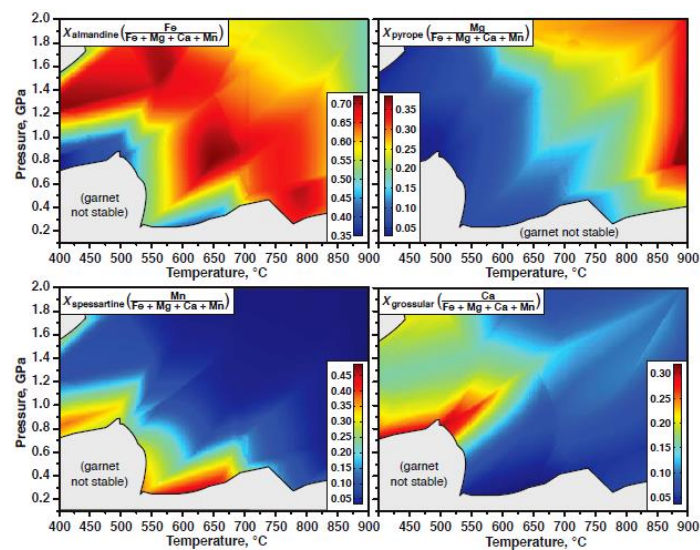 Xalmandine (Fe / Fe + Mg + Ca + Mn)
Xpyrope (Mg / Fe + Mg + Ca + Mn)
Pressure, GPa
2.0
1.8
1.6
1.4
1.2
1.0
0.8
0.6
0.4
0.2
0.70
0.65
0.60
0.55
0.50
0.45
0.40
0.35
0.35
0.30
0.25
0.20
0.15
0.10
0.05
(garnet
not stable)
(garnet not stable)
400 450 500 550 600 650 700 750 800 850 900
400 450 500 550 600 650 700 750 800 850 900
Temperature, °C
Temperature, °C
Xspessartine (Mn / Fe + Mg + Ca + Mn)
Xgrossular (Ca / Fe + Mg + Ca + Mn)
Pressure, GPa
2.0
1.8
1.6
1.4
1.2
1.0
0.8
0.6
0.4
0.2
0.45
0.40
0.35
0.30
0.25
0.20
0.15
0.10
0.05
0.30
0.25
0.20
0.15
0.10
0.05
(garnet
not stable)
(garnet
not stable)
400 450 500 550 600 650 700 750 800 850 900
400 450 500 550 600 650 700 750 800 850 900
Temperature, °C
Temperature, °C